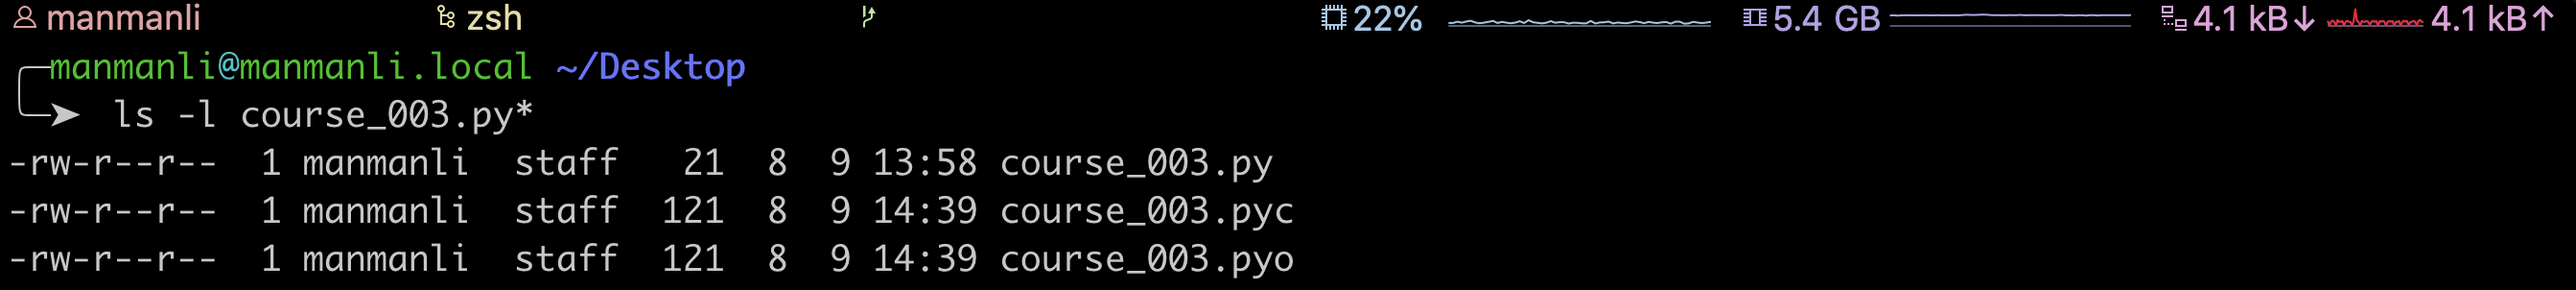 manmanli zsh 22% 5.4 GB 4.1 kB↓ 4.1 kB↑
manmanli@manmanli.local ~/Desktop
ls -l course_003.py*
-rw-r--r--  1 manmanli  staff   21  8  9 13:58 course_003.py
-rw-r--r--  1 manmanli  staff  121  8  9 14:39 course_003.pyc
-rw-r--r--  1 manmanli  staff  121  8  9 14:39 course_003.pyo